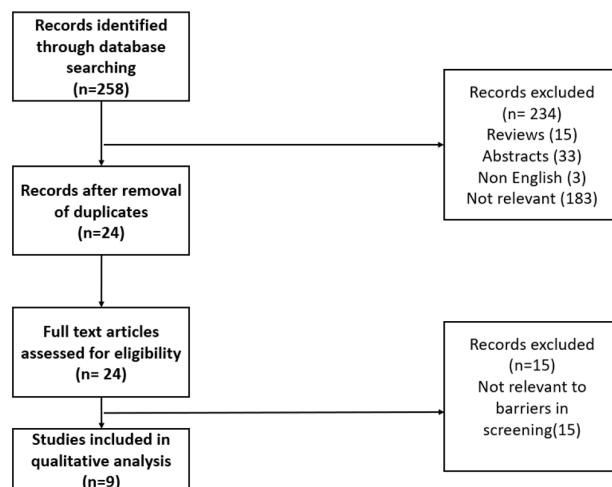 Records identified
through database
searching
(n=258)
Records excluded
(n= 234)
Reviews (15)
Abstracts (33)
Non English (3)
Not relevant (183)
Records after removal
of duplicates
(n=24)
Full text articles
assessed for eligibility
(n= 24)
Records excluded
(n=15)
Not relevant to
barriers in
screening(15)
Studies included in
qualitative analysis
(n=9)